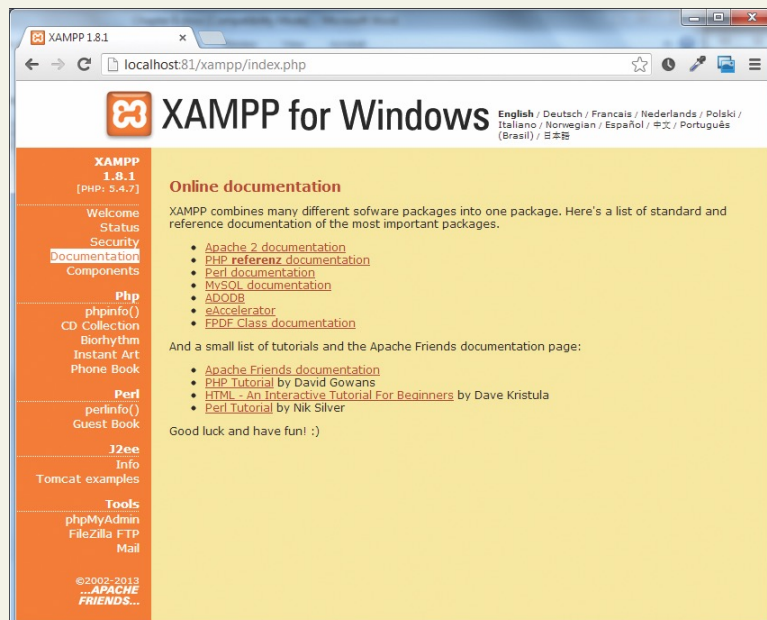 XAMPP 1.8.1
localhost:81/xampp/index.php
XAMPP for Windows
English / Deutsch / Francais / Nederlands / Polski /
Italiano / Norwegian / Español / 中文 / Português
(Brasil) / 日本語
XAMPP
1.8.1
[PHP: 5.4.7]
Welcome
Status
Security
Documentation
Components
Php
phpinfo()
CD Collection
Biorhythm
Instant Art
Phone Book
Perl
perlinfo()
Guest Book
J2ee
Info
Tomcat examples
Tools
phpMyAdmin
FileZilla FTP
Mail
©2002-2013
...APACHE
FRIENDS...
Online documentation
XAMPP combines many different sofware packages into one package. Here's a list of standard and
reference documentation of the most important packages.
Apache 2 documentation
PHP referenz documentation
Perl documentation
MySQL documentation
ADODB
eAccelerator
FPDF Class documentation
And a small list of tutorials and the Apache Friends documentation page:
Apache Friends documentation
PHP Tutorial by David Gowans
HTML - An Interactive Tutorial For Beginners by Dave Kristula
Perl Tutorial by Nik Silver
Good luck and have fun! :)